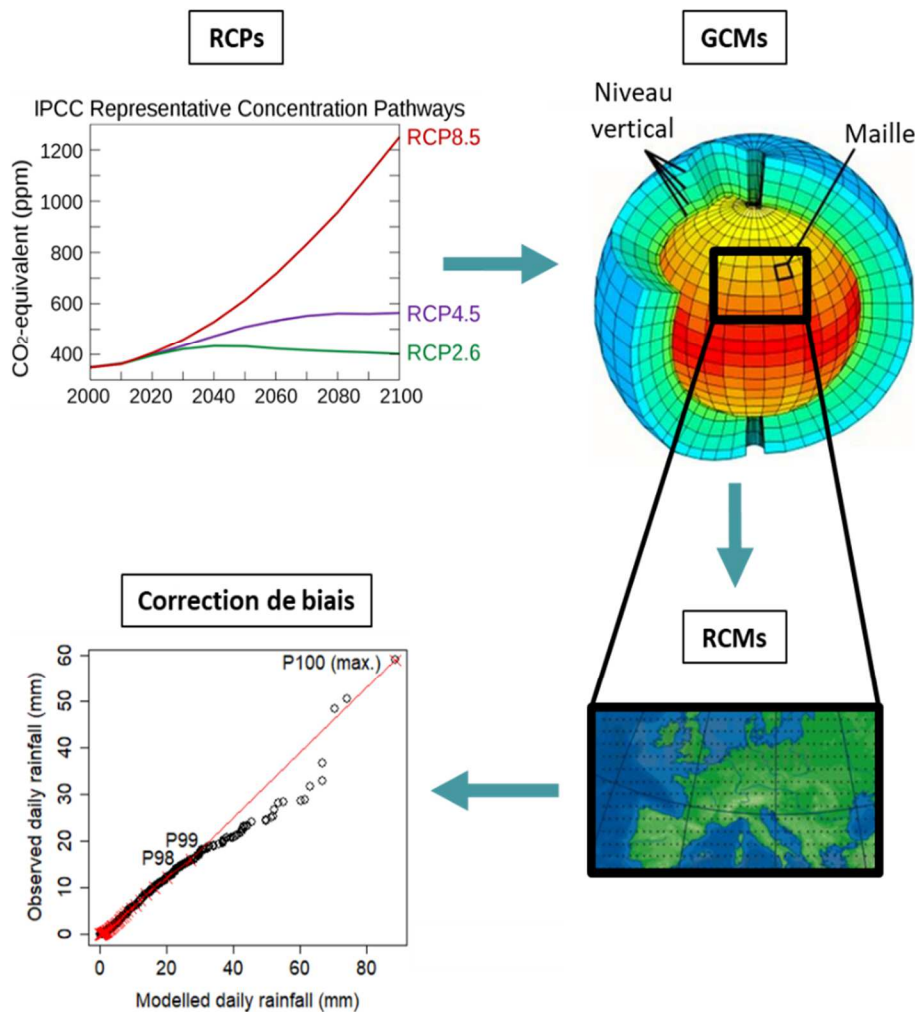 RCPs
IPCC Representative Concentration Pathways
CO₂-equivalent (ppm)
1200
1000
800
600
400
2000 2020 2040 2060 2080 2100
RCP8.5
RCP4.5
RCP2.6
GCMs
Niveau
vertical
Maille
RCMs
Correction de biais
Observed daily rainfall (mm)
60
50
40
30
20
10
0
P100 (max.)
P99
P98
0 20 40 60 80
Modelled daily rainfall (mm)